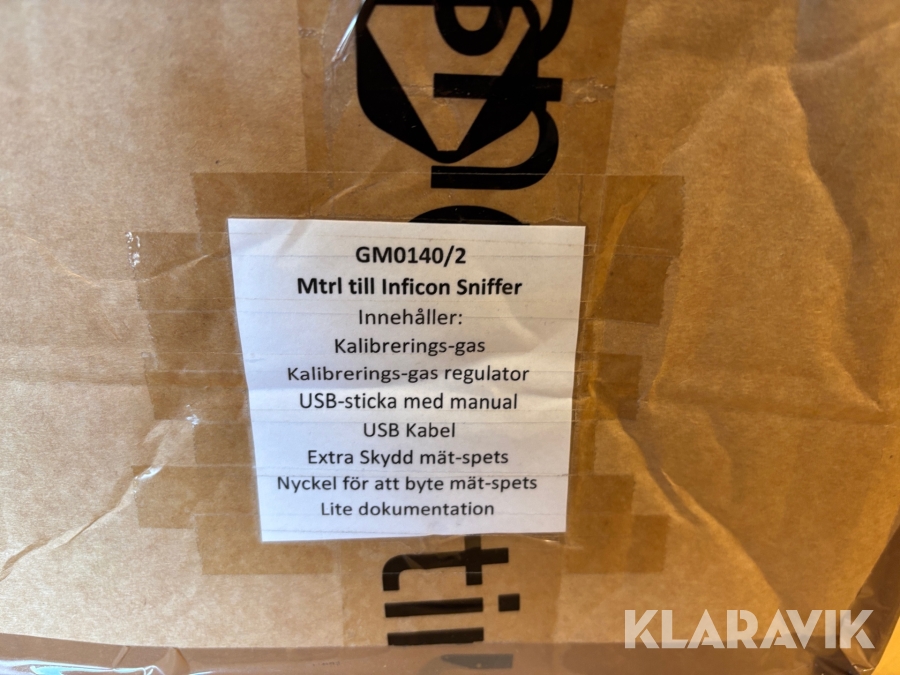 GM0140/2
Mtrl till Inficon Sniffer
Innehåller:
Kalibrerings-gas
Kalibrerings-gas regulator
USB-sticka med manual
USB Kabel
Extra Skydd mät-spets
Nyckel för att byte mät-spets
Lite dokumentation
KLARAVIK